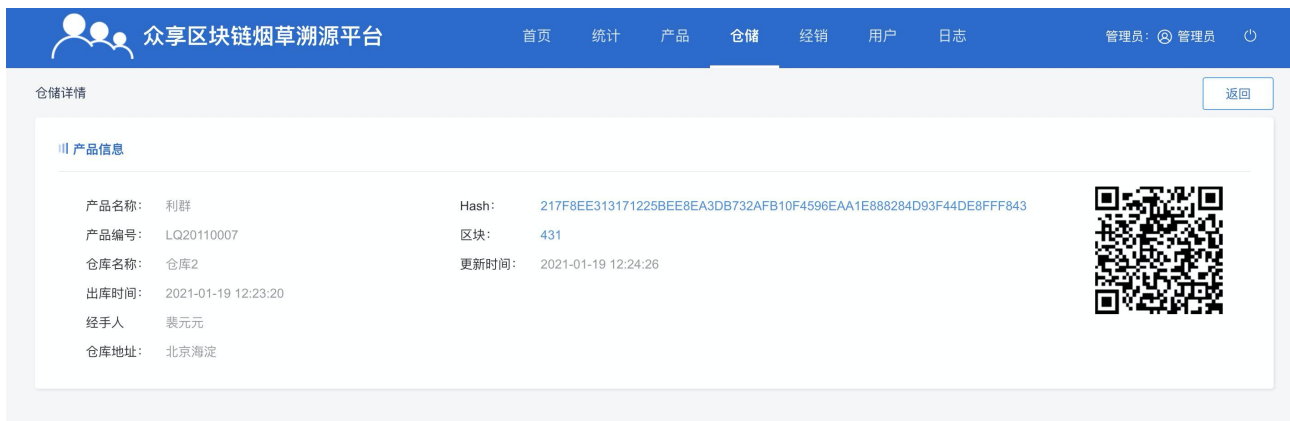 众享区块链烟草溯源平台 首页 统计 产品 仓储 经销 用户 日志 管理员: 管理员
仓储详情 返回
产品信息
产品名称: 利群 Hash: 217F8EE313171225BEE8EA3DB732AFB10F4596EAA1E888284D93F44DE8FFF843
产品编号: LQ20110007 区块: 431
仓库名称: 仓库2 更新时间: 2021-01-19 12:24:26
出库时间: 2021-01-19 12:23:20
经手人 裴元元
仓库地址: 北京海淀